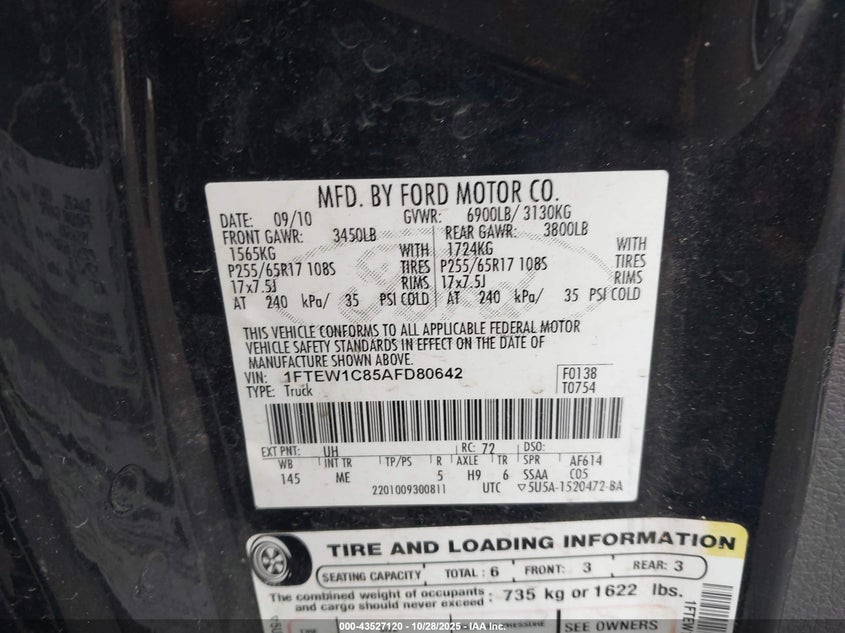 MFD. BY FORD MOTOR CO.
DATE: 09/10 GVWR: 6900LB/ 3130KG
FRONT GAWR: 3450LB REAR GAWR: 3800LB
1565KG WITH 1724KG WITH
P255/65R17 108S TIRES P255/65R17 108S TIRES
17x7.5J RIMS 17x7.5J RIMS
AT 240 kPa/ 35 PSI COLD AT 240 kPa/ 35 PSI COLD
THIS VEHICLE CONFORMS TO ALL APPLICABLE FEDERAL MOTOR
VEHICLE SAFETY STANDARDS IN EFFECT ON THE DATE OF
MANUFACTURE SHOWN ABOVE.
VIN: 1FTEW1C85AFD80642 F0138
TYPE: Truck T0754
EXT PNT: UH RC: 72 DSO:
WB INT TR TP/PS R AXLE TR SPR AF614
145 ME 5 H9 6 SSAA C05
2201009300811 UTC ▽5U5A-1520472-BA
TIRE AND LOADING INFORMATION
SEATING CAPACITY TOTAL: 6 FRONT: 3 REAR: 3
The combined weight of occupants and cargo should never exceed: 735 kg or 1622 lbs.
SEE OWNERS
1FTEW
000-43527120 - 10/28/2025 - IAA Inc.